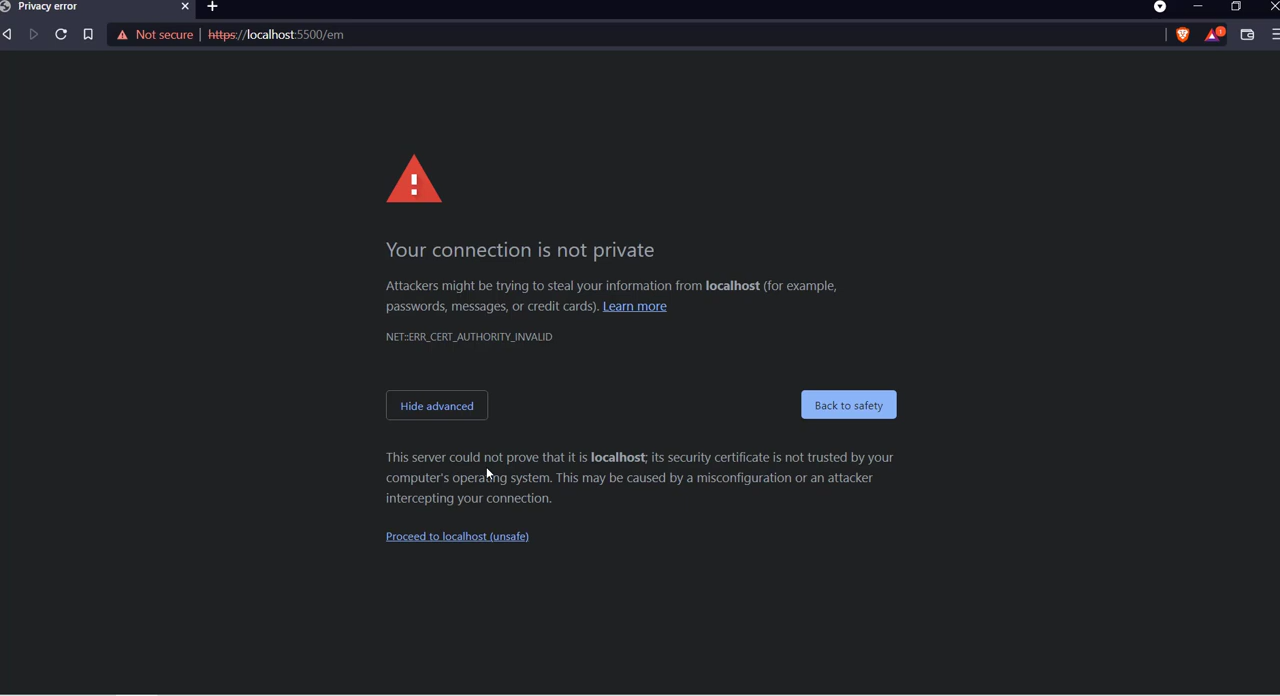 Privacy error
Not secure https://localhost:5500/em
1
Your connection is not private
Attackers might be trying to steal your information from localhost (for example,
passwords, messages, or credit cards). Learn more
NET::ERR_CERT_AUTHORITY_INVALID
Hide advanced
Back to safety
This server could not prove that it is localhost; its security certificate is not trusted by your
computer's operating system. This may be caused by a misconfiguration or an attacker
intercepting your connection.
Proceed to localhost (unsafe)